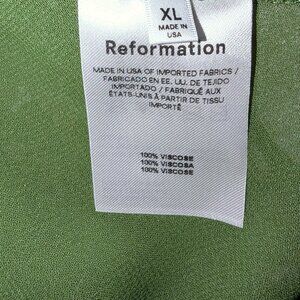 XL
MADE IN
USA
Reformation
MADE IN USA OF IMPORTED FABRICS /
FABRICADO EN EE. UU. DE TEJIDO
IMPORTADO / FABRIQUÉ AUX
ÉTATS-UNIS À PARTIR DE TISSU
IMPORTÉ
100% VISCOSE
100% VISCOSA
100% VISCOSE